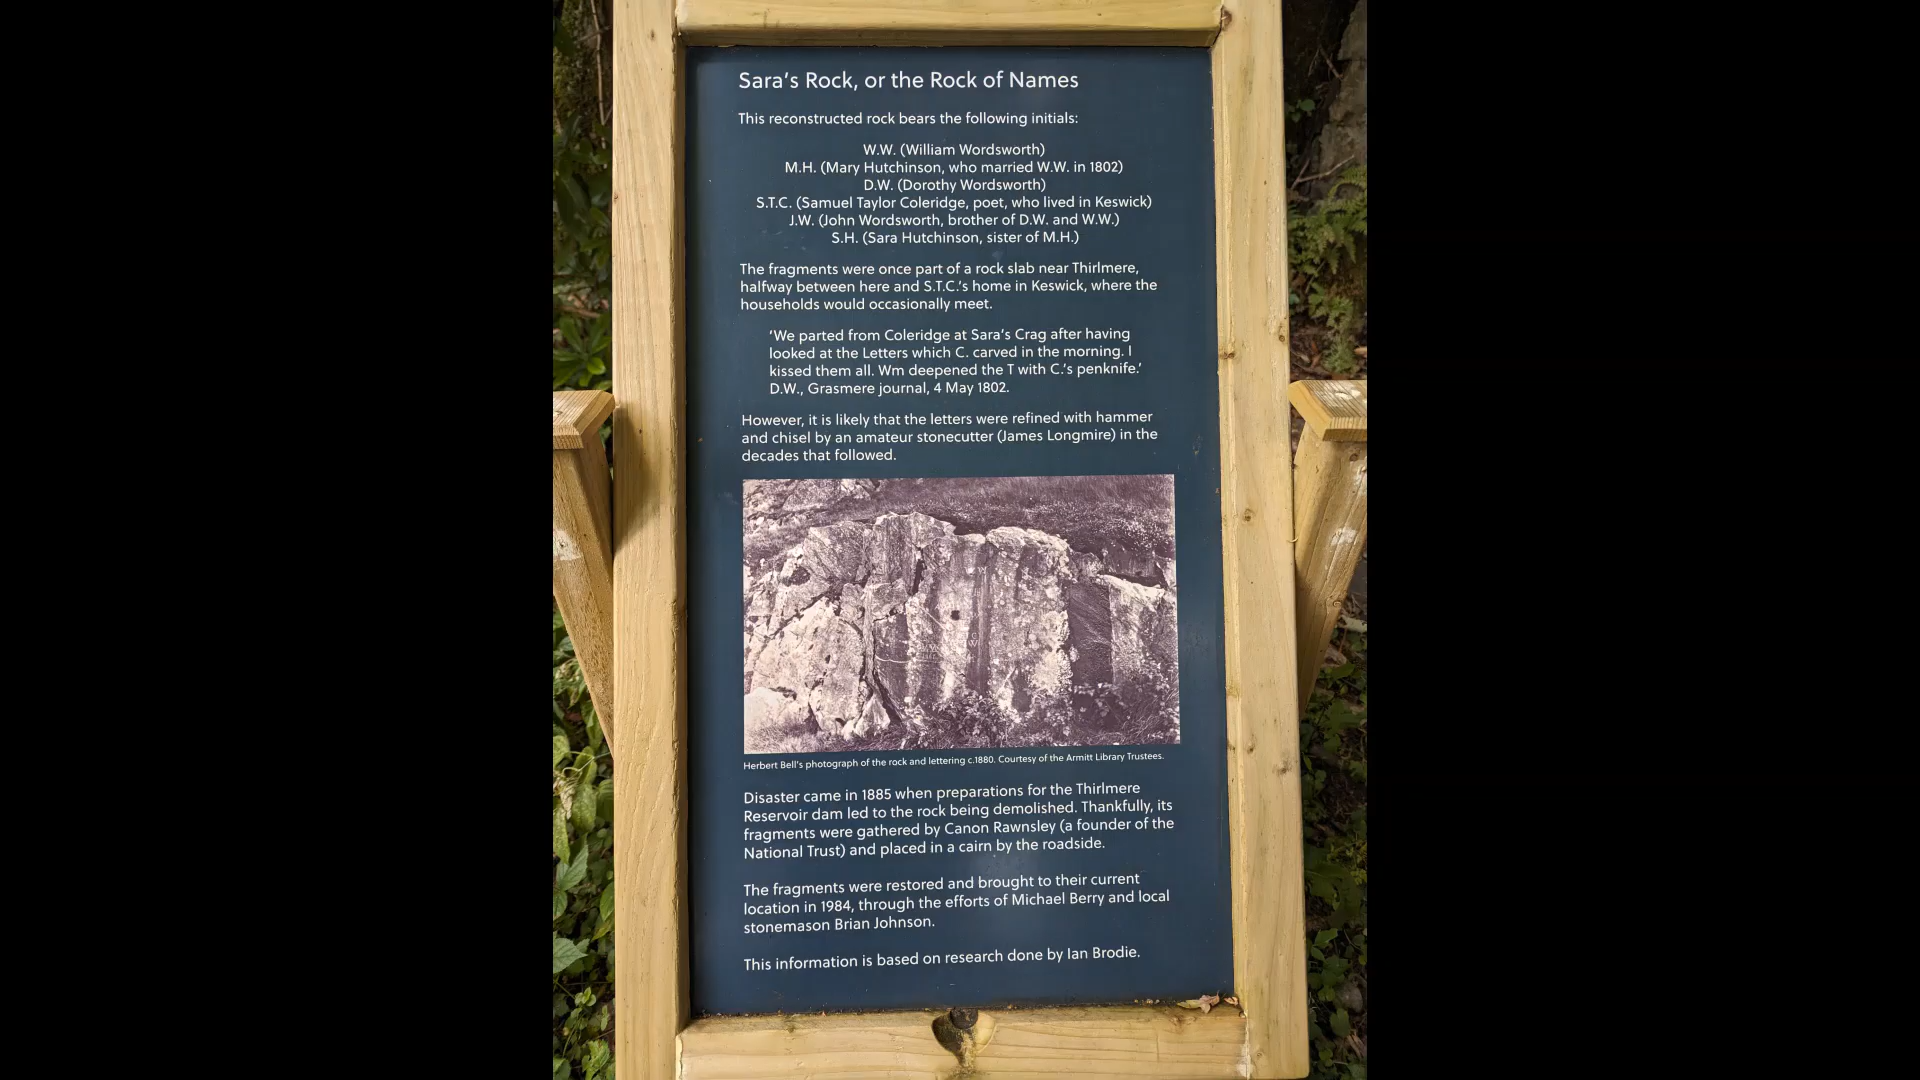 Sara's Rock, or the Rock of Names
This reconstructed rock bears the following initials:
W.W. (William Wordsworth)
M.H. (Mary Hutchinson, who married W.W. in 1802)
D.W. (Dorothy Wordsworth)
S.T.C. (Samuel Taylor Coleridge, poet, who lived in Keswick)
J.W. (John Wordsworth, brother of D.W. and W.W.)
S.H. (Sara Hutchinson, sister of M.H.)
The fragments were once part of a rock slab near Thirlmere,
halfway between here and S.T.C.'s home in Keswick, where the
households would occasionally meet.
'We parted from Coleridge at Sara's Crag after having
looked at the Letters which C. carved in the morning. I
kissed them all. Wm deepened the T with C.'s penknife.'
D.W., Grasmere journal, 4 May 1802.
However, it is likely that the letters were refined with hammer
and chisel by an amateur stonecutter (James Longmire) in the
decades that followed.
Herbert Bell's photograph of the rock and lettering c.1880. Courtesy of the Armitt Library Trustees.
Disaster came in 1885 when preparations for the Thirlmere
Reservoir dam led to the rock being demolished. Thankfully, its
fragments were gathered by Canon Rawnsley (a founder of the
National Trust) and placed in a cairn by the roadside.
The fragments were restored and brought to their current
location in 1984, through the efforts of Michael Berry and local
stonemason Brian Johnson.
This information is based on research done by Ian Brodie.